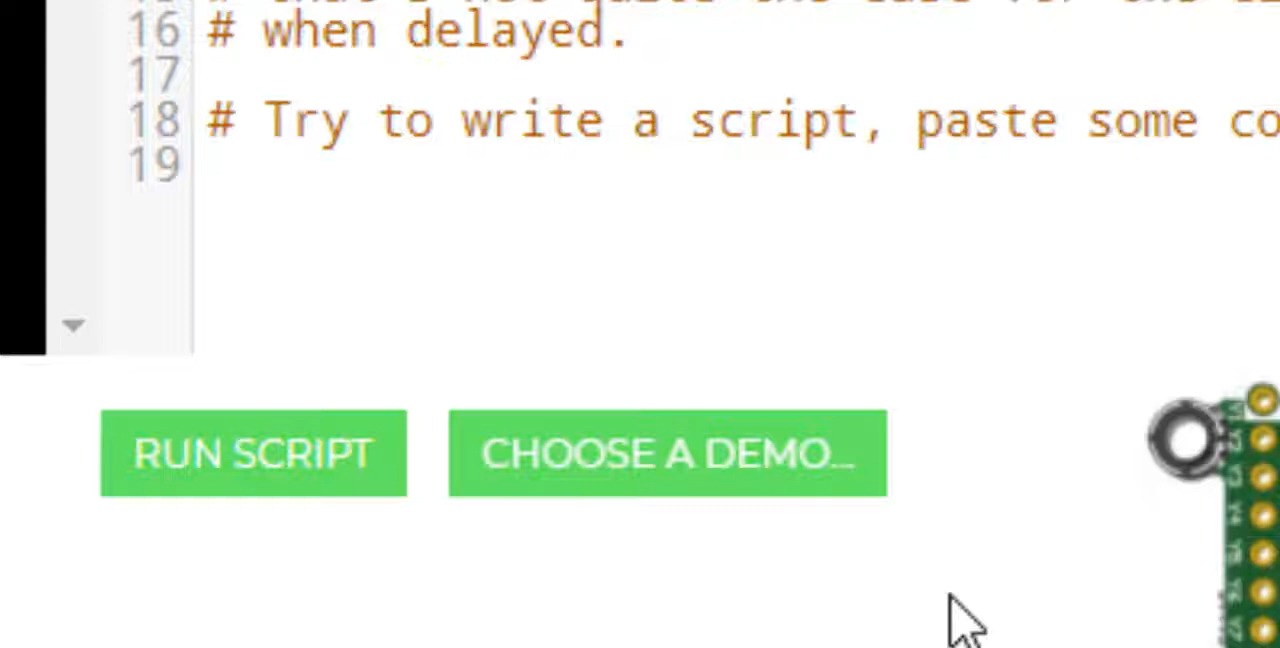 16 # when delayed.
17
18 # Try to write a script, paste some co
19
RUN SCRIPT CHOOSE A DEMO...